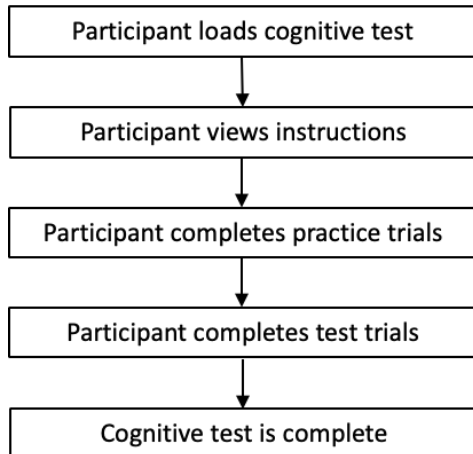 Participant loads cognitive test
Participant views instructions
Participant completes practice trials
Participant completes test trials
Cognitive test is complete